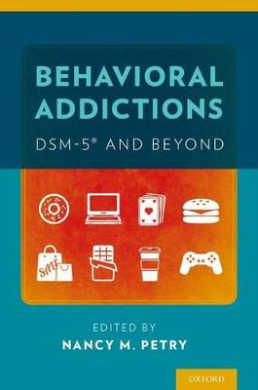 BEHAVIORAL
ADDICTIONS
DSM-5® AND BEYOND
EDITED BY
NANCY M. PETRY
OXFORD